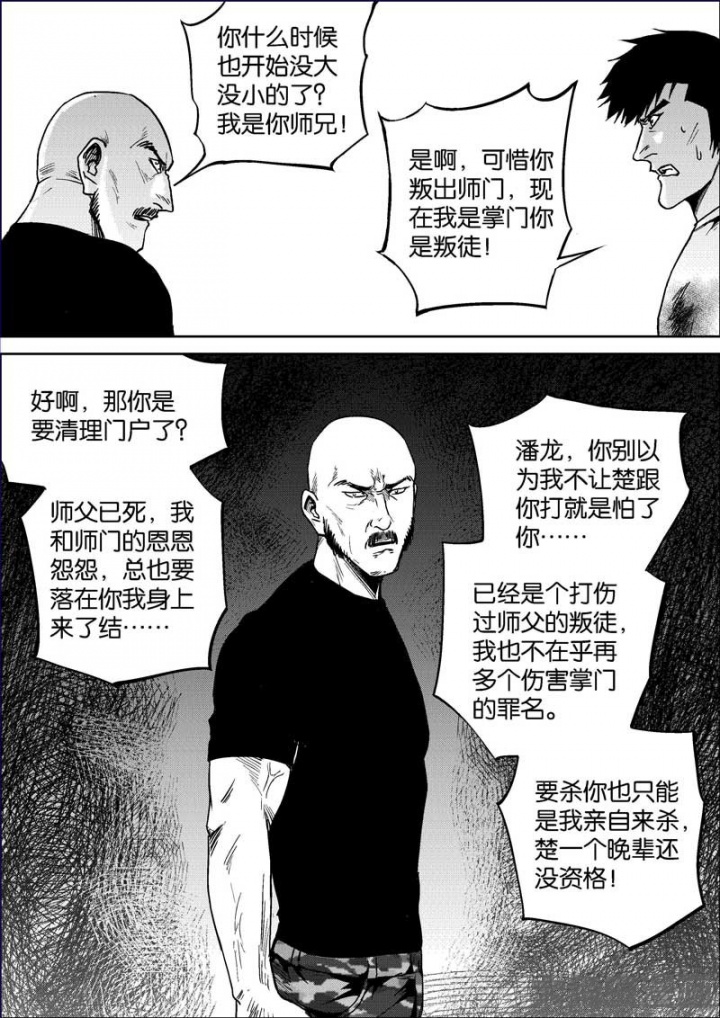 你什么时候
也开始没大
没小的了？
我是你师兄！
是啊，可惜你
叛出师门，现
在我是掌门你
是叛徒！
好啊，那你是
要清理门户了？
师父已死，我
和师门的恩恩
怨怨，总也要
落在你我身上
来了结……
潘龙，你别以
为我不让楚跟
你打就是怕了
你……
已经是个打伤
过师父的叛徒，
我也不在乎再
多个伤害掌门
的罪名。
要杀你也只能
是我亲自来杀，
楚一个晚辈还
没资格！